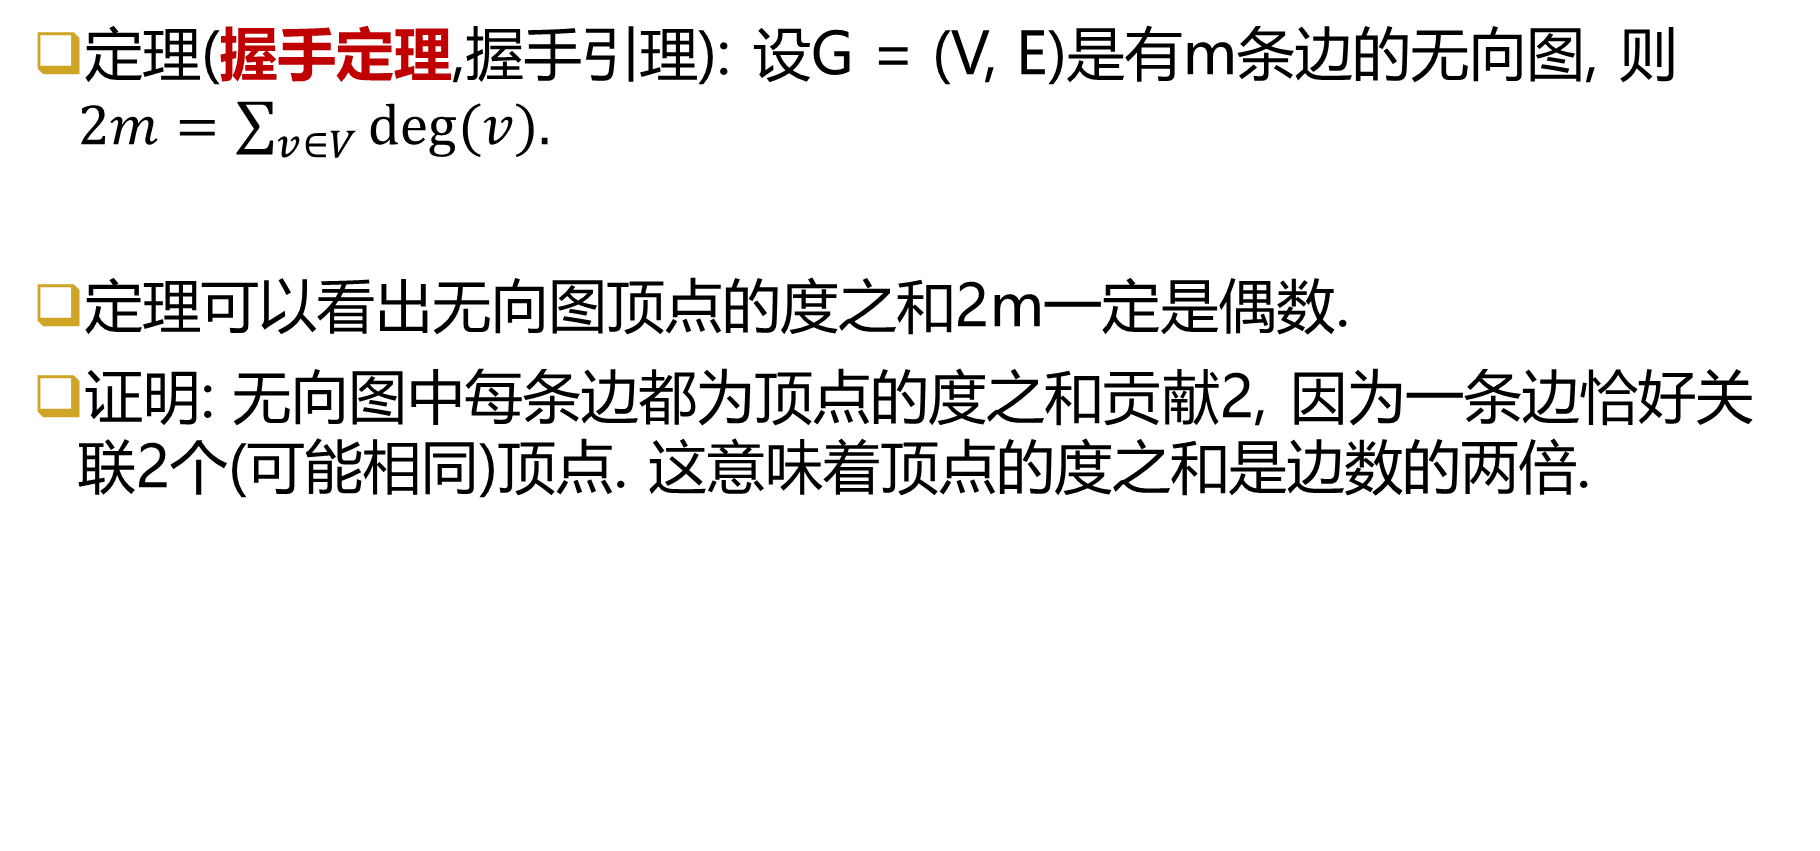 ❑定理(握手定理,握手引理): 设G = (V, E)是有m条边的无向图, 则
2m = ∑_{v∈V} deg(v).
❑定理可以看出无向图顶点的度之和2m一定是偶数.
❑证明: 无向图中每条边都为顶点的度之和贡献2, 因为一条边恰好关
联2个(可能相同)顶点. 这意味着顶点的度之和是边数的两倍.